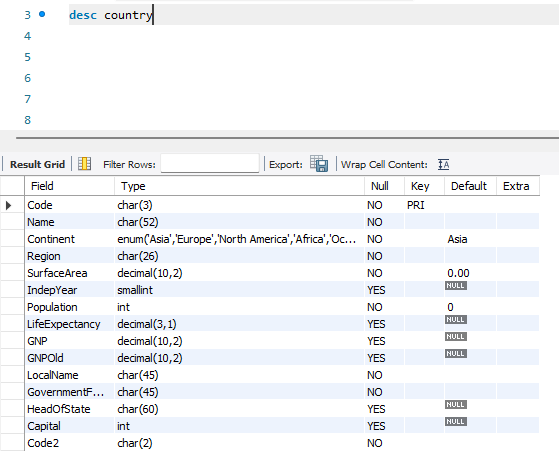 3 desc country
4
5
6
7
8
Result Grid Filter Rows: Export: Wrap Cell Content:
Field Type Null Key Default Extra
Code char(3) NO PRI
Name char(52) NO
Continent enum('Asia','Europe','North America','Africa','Oc... NO Asia
Region char(26) NO
SurfaceArea decimal(10,2) NO 0.00
IndepYear smallint YES NULL
Population int NO 0
LifeExpectancy decimal(3,1) YES NULL
GNP decimal(10,2) YES NULL
GNPOld decimal(10,2) YES NULL
LocalName char(45) NO
GovernmentF... char(45) NO
HeadOfState char(60) YES NULL
Capital int YES NULL
Code2 char(2) NO